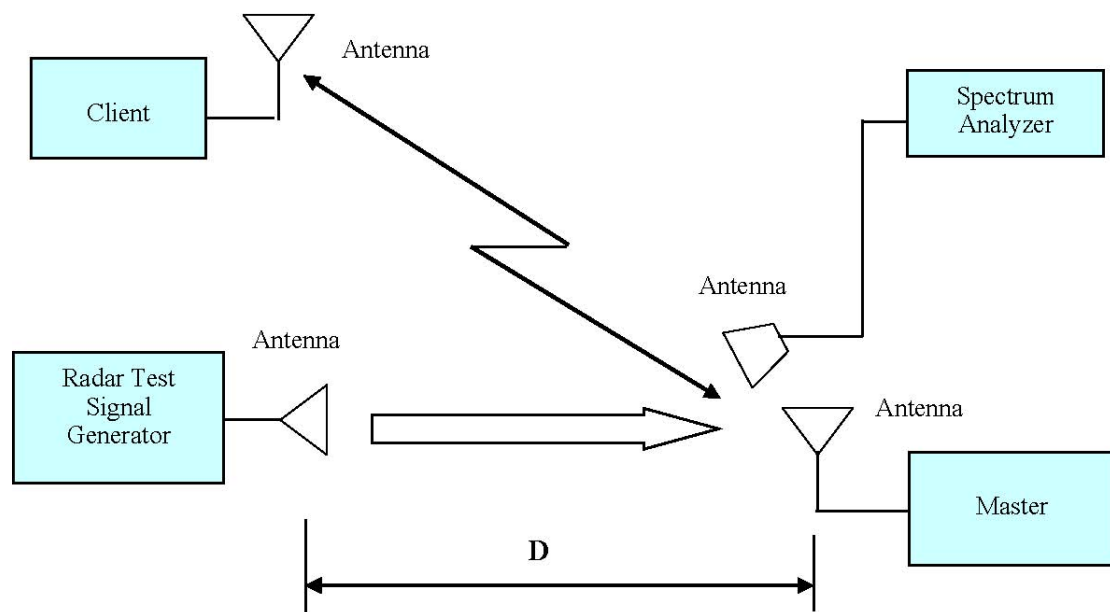 Antenna
Client
Spectrum
Analyzer
Antenna
Antenna
Radar Test
Signal
Generator
Antenna
Master
D